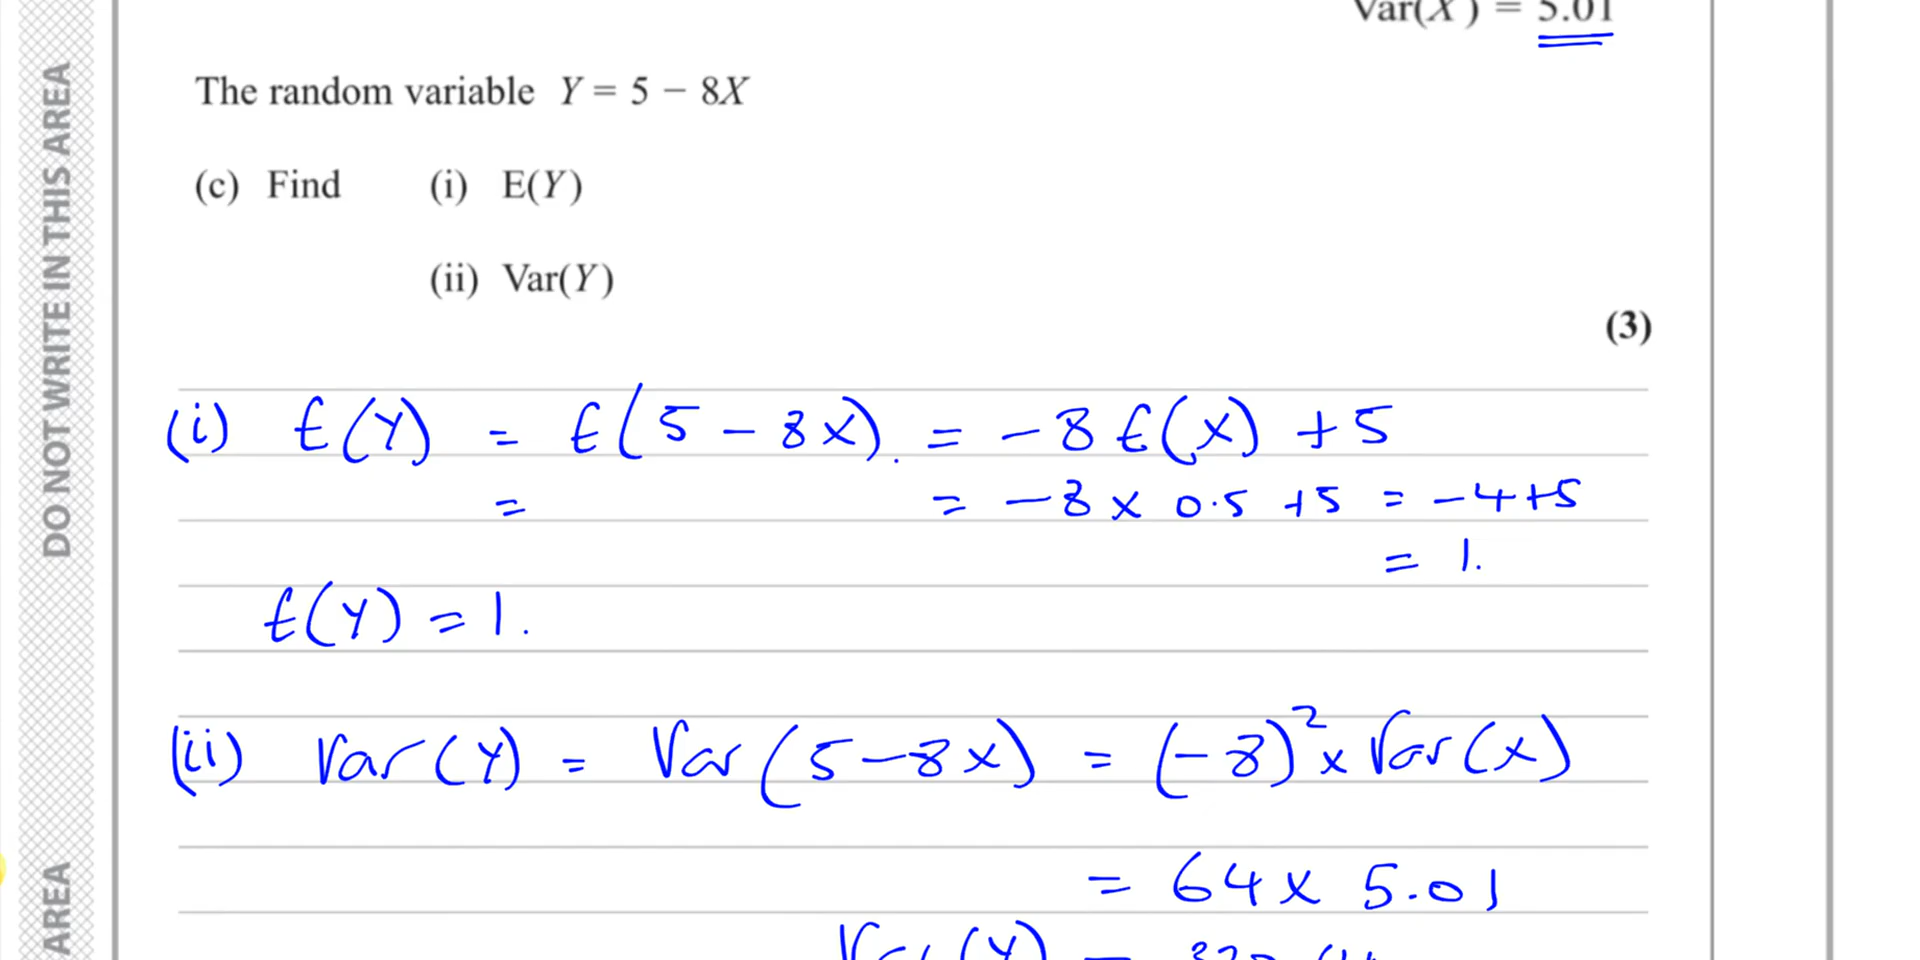 Var(X) = 5.01
The random variable Y = 5 − 8X
(c) Find (i) E(Y)
(ii) Var(Y)
(3)
(i) E(Y) = E(5 − 8X). = −8E(X) + 5
= = −8 × 0.5 + 5 = −4+5
= 1.
E(Y) = 1.
(ii) Var(Y) = Var(5−8X) = (−8)² × Var(X)
= 64 × 5.01
Var(Y) =
DO NOT WRITE IN THIS AREA
AREA